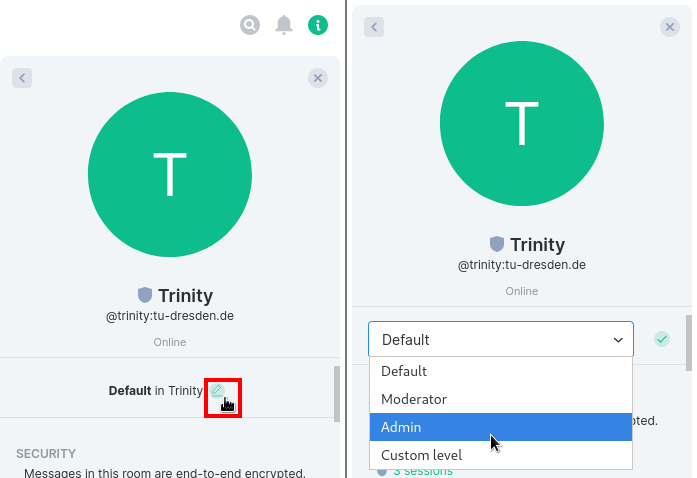 T
Trinity
@trinity:tu-dresden.de
Online
Default in Trinity
SECURITY
Messages in this room are end-to-end encrypted.
T
Trinity
@trinity:tu-dresden.de
Online
Default
Default
Moderator
Admin
Custom level
pted.
3 sessions